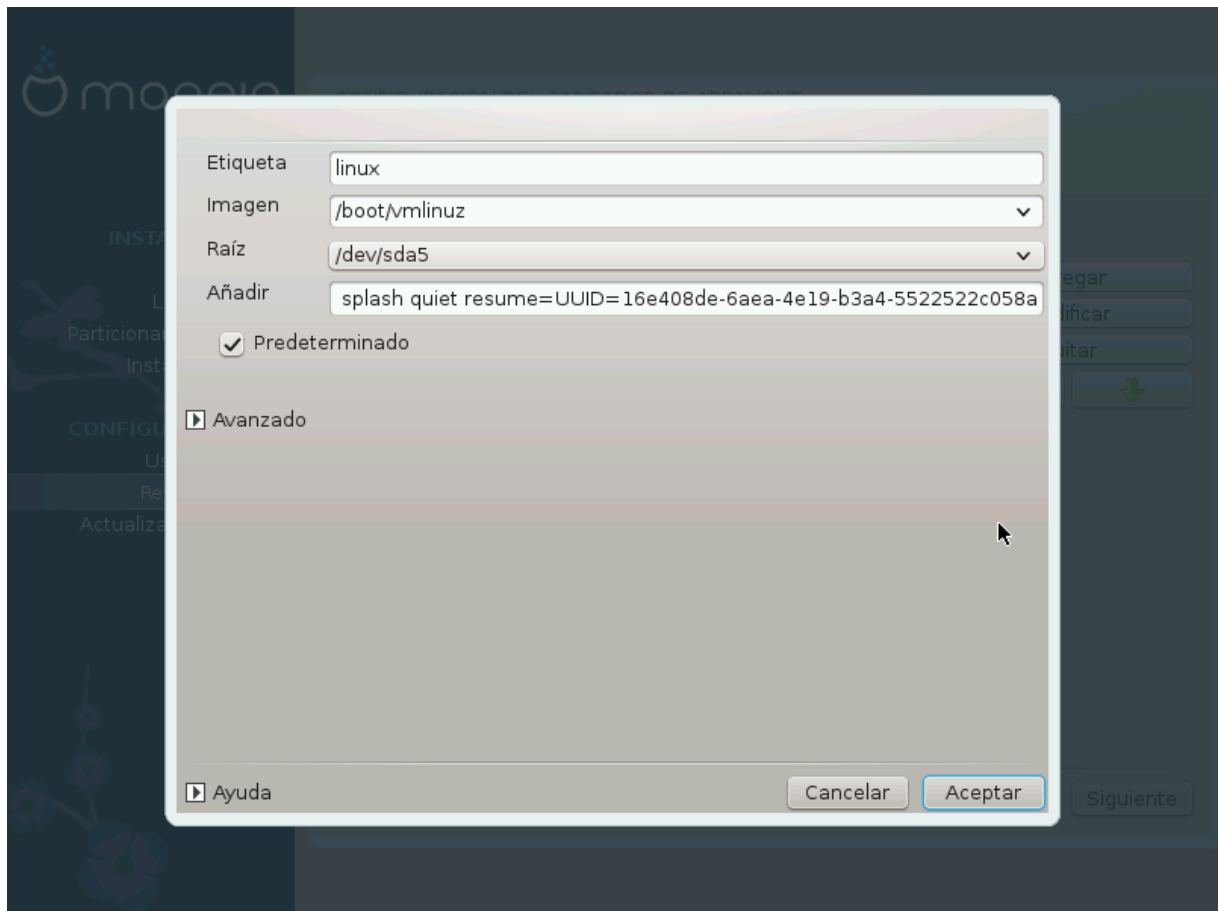 Etiqueta linux
Imagen /boot/vmlinuz
Raíz /dev/sda5
Añadir splash quiet resume=UUID=16e408de-6aea-4e19-b3a4-5522522c058a
Predeterminado
Avanzado
Ayuda
Cancelar
Aceptar
Siguiente